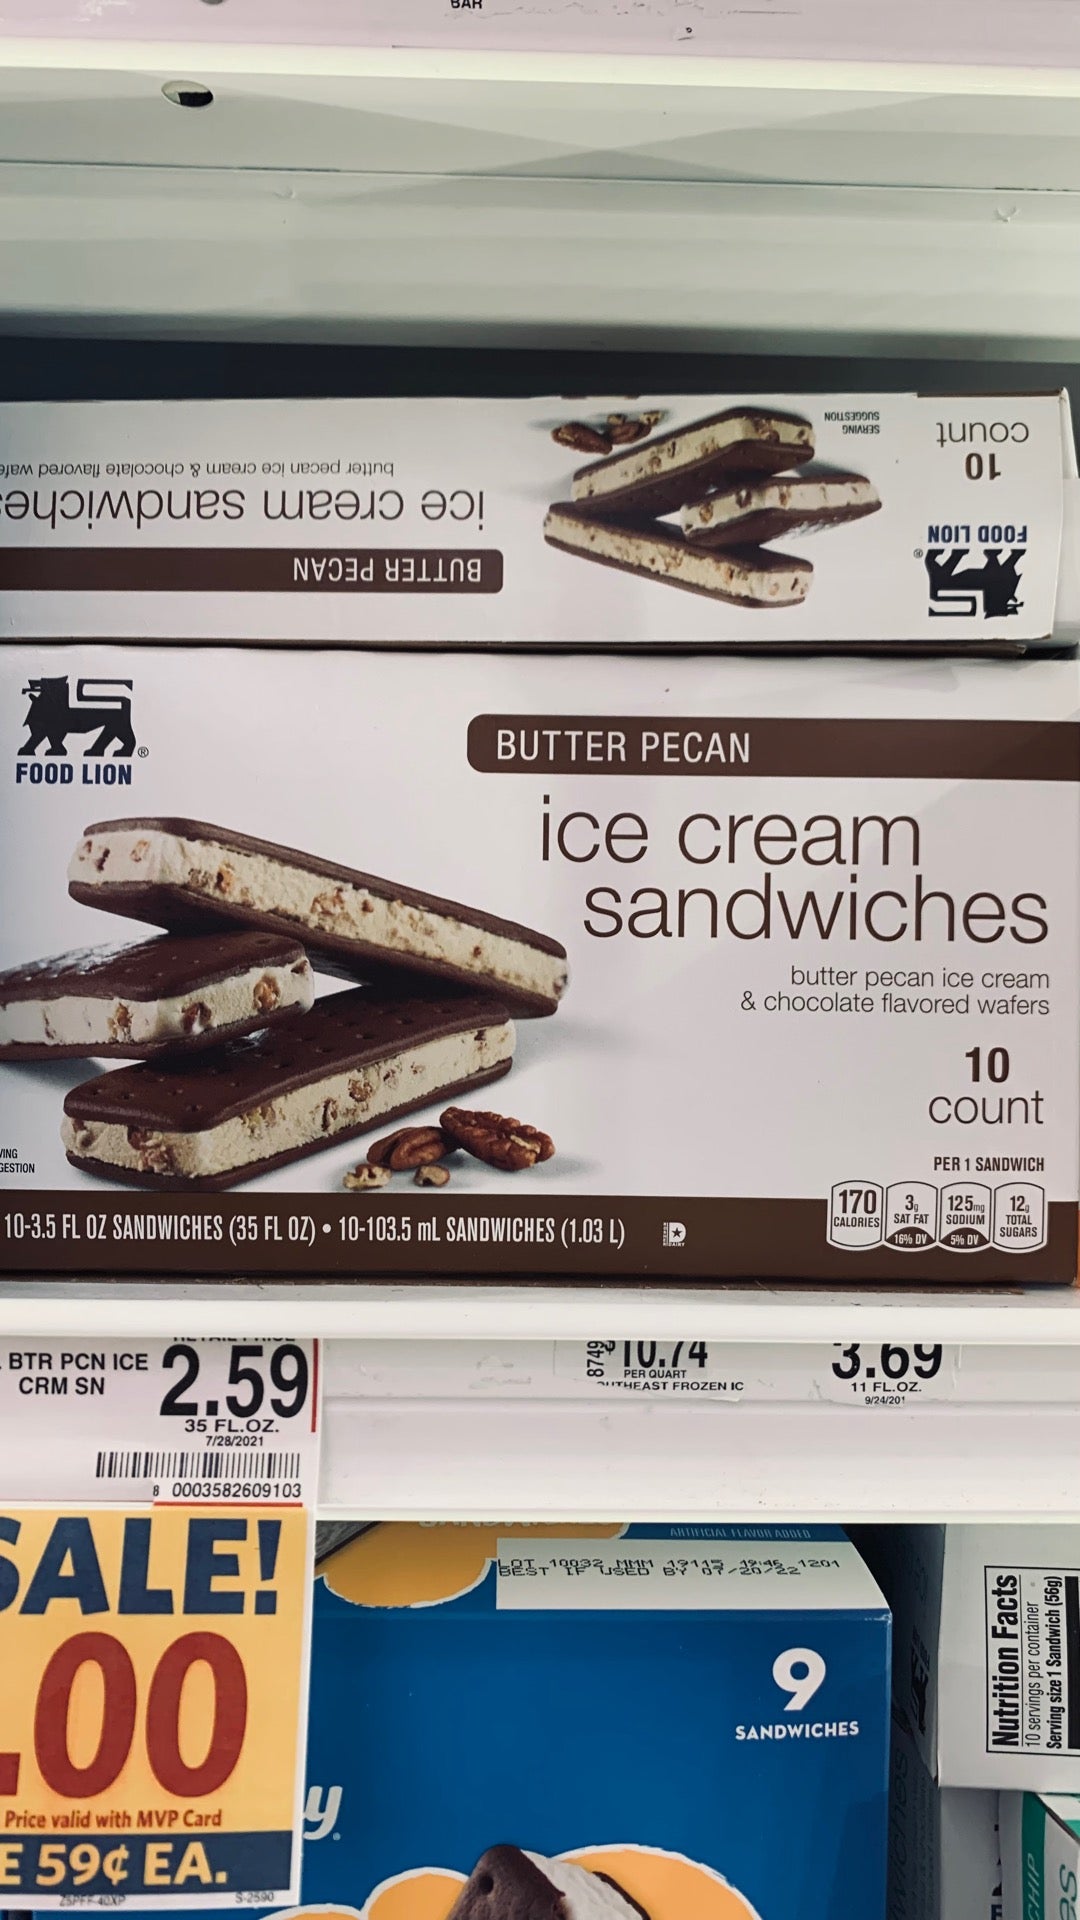 BAR
SERVING
SUGGESTION
10
count
FOOD LION
butter pecan ice cream & chocolate flavored
ice cream sandwiches
BUTTER PECAN
FOOD LION
BUTTER PECAN
ice cream
sandwiches
butter pecan ice cream
& chocolate flavored wafers
10
count
PER 1 SANDWICH
170 CALORIES
3g SAT FAT 16% DV
125mg SODIUM 5% DV
12g TOTAL SUGARS
10-3.5 FL OZ SANDWICHES (35 FL OZ) • 10-103.5 mL SANDWICHES (1.03 L)
BTR PCN ICE
CRM SN
2.59
35 FL.OZ.
7/28/2021
8 0003582609103
8749
10.74
PER QUART
FROZEN IC
3.69
11 FL.OZ.
SALE!
.00
Price valid with MVP Card
59¢ EA.
S-2590
ARTIFICIAL FLAVOR ADDED
9
SANDWICHES
y
Nutrition Facts
10 servings per container
Serving size 1 Sandwich (56g)